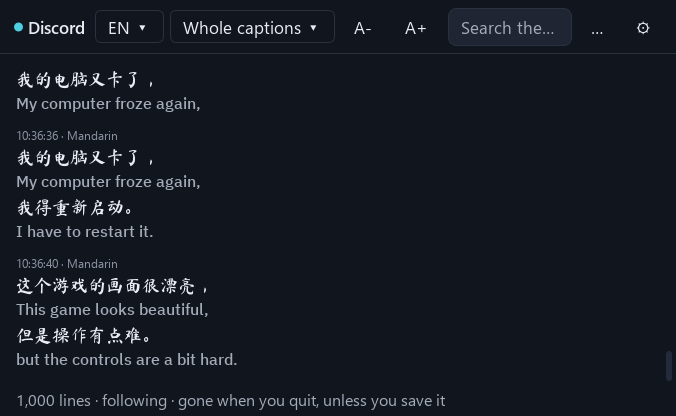 Discord EN ▼ Whole captions ▼ A- A+ Search the... ...
我的电脑又卡了，
My computer froze again,
10:36:36 · Mandarin
我的电脑又卡了，
My computer froze again,
我得重新启动。
I have to restart it.
10:36:40 · Mandarin
这个游戏的画面很漂亮，
This game looks beautiful,
但是操作有点难。
but the controls are a bit hard.
1,000 lines · following · gone when you quit, unless you save it